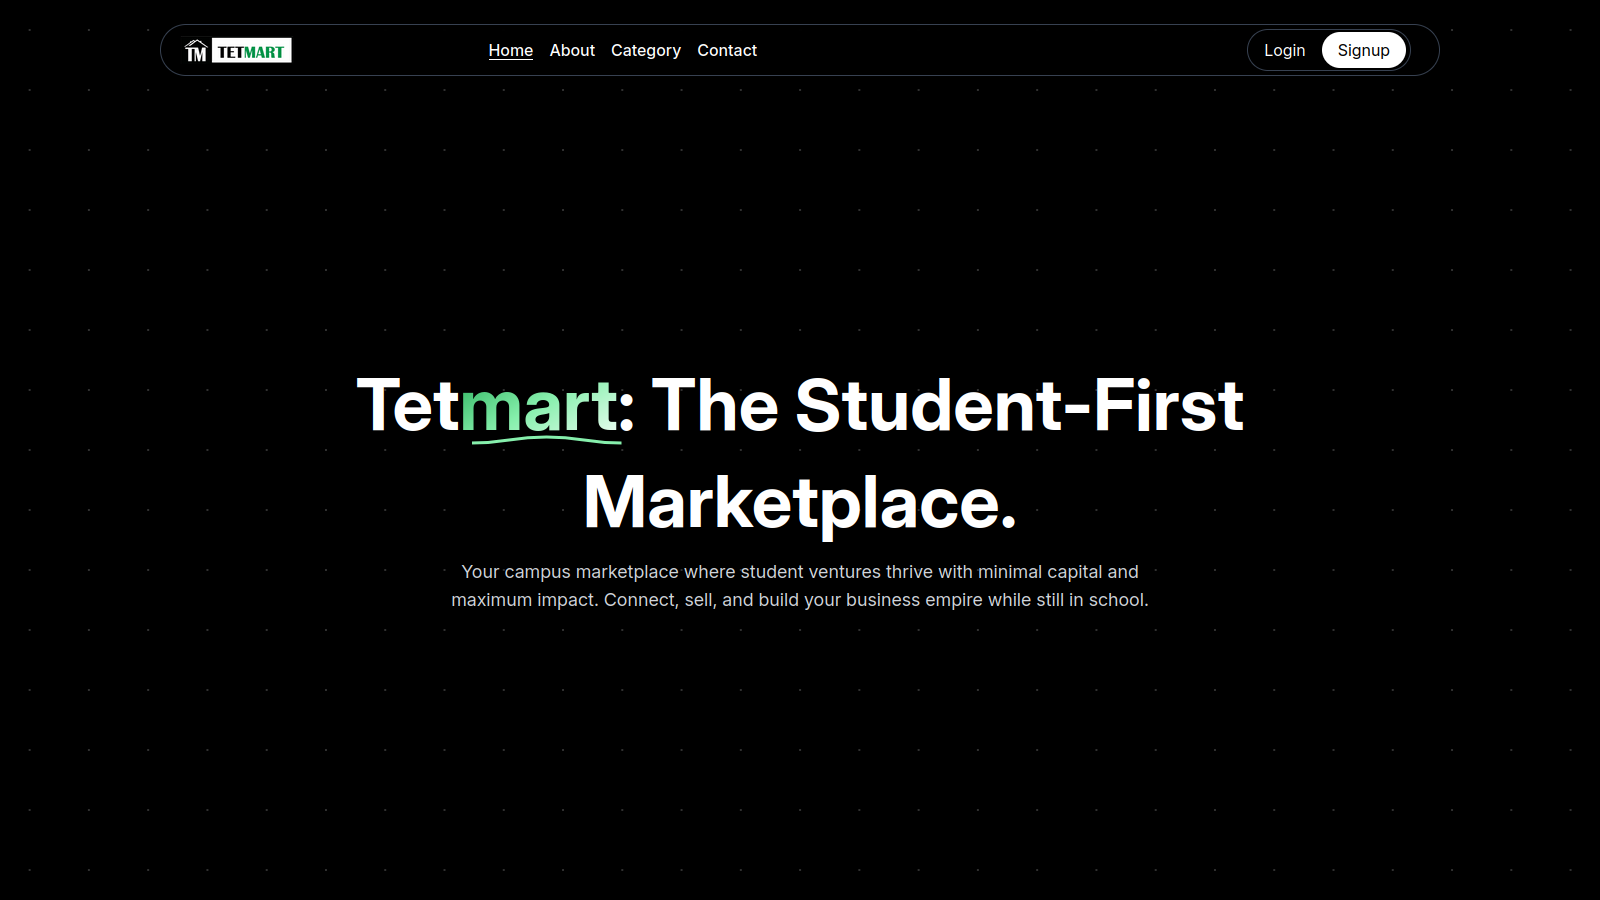 TM TETMART
Home About Category Contact
Login Signup
Tetmart: The Student-First
Marketplace.
Your campus marketplace where student ventures thrive with minimal capital and
maximum impact. Connect, sell, and build your business empire while still in school.